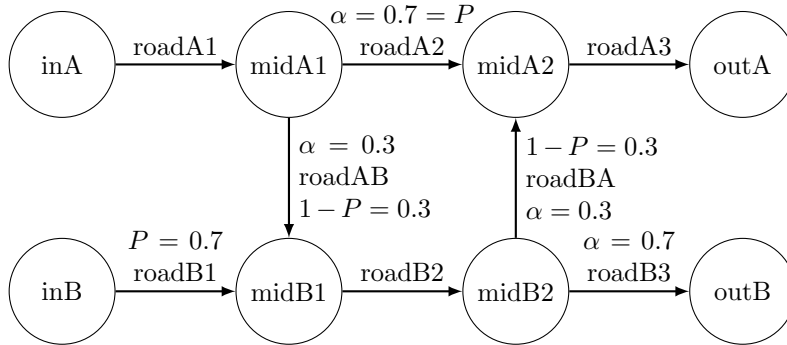 α = 0.7 = P
roadA1
roadA2
roadA3
inA
midA1
midA2
outA
α = 0.3
roadAB
1 − P = 0.3
1 − P = 0.3
roadBA
α = 0.3
P = 0.7
roadB1
roadB2
α = 0.7
roadB3
inB
midB1
midB2
outB